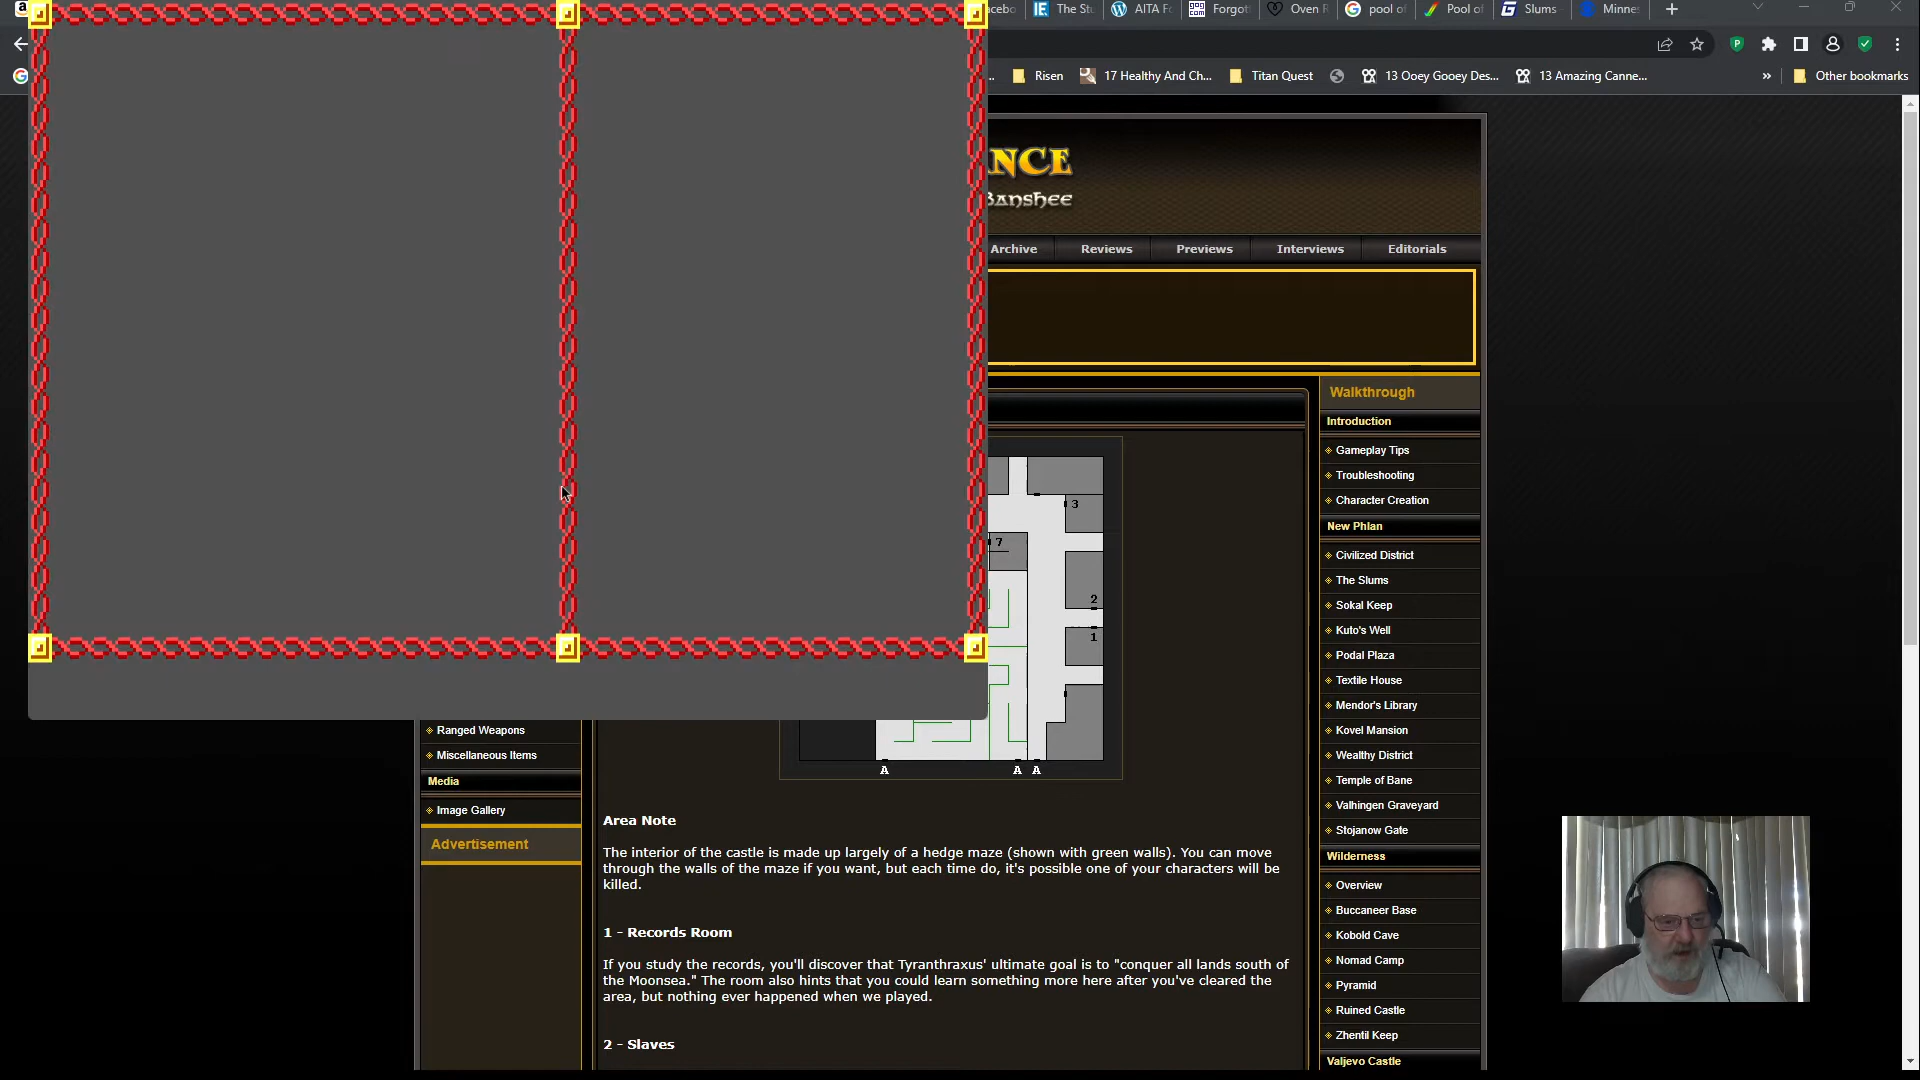 cebo
The St
AITA Fo
Forgot
Oven R
pool of
Pool of
Slums
Minne
Risen
17 Healthy And Ch...
Titan Quest
13 Ooey Gooey Des...
13 Amazing Canne...
»
Other bookmarks
NCE
Banshee
Archive
Reviews
Previews
Interviews
Editorials
Walkthrough
Introduction
Gameplay Tips
Troubleshooting
Character Creation
New Phlan
Civilized District
The Slums
Sokal Keep
Kuto's Well
Podal Plaza
Textile House
Mendor's Library
Kovel Mansion
Wealthy District
Temple of Bane
Valhingen Graveyard
Stojanow Gate
Wilderness
Overview
Buccaneer Base
Kobold Cave
Nomad Camp
Pyramid
Ruined Castle
Zhentil Keep
Valjevo Castle
3
7
2
1
A A A
Ranged Weapons
Miscellaneous Items
Media
Image Gallery
Advertisement
Area Note
The interior of the castle is made up largely of a hedge maze (shown with green walls). You can move
through the walls of the maze if you want, but each time do, it's possible one of your characters will be
killed.
1 - Records Room
If you study the records, you'll discover that Tyranthraxus' ultimate goal is to "conquer all lands south of
the Moonsea." The room also hints that you could learn something more here after you've cleared the
area, but nothing ever happened when we played.
2 - Slaves